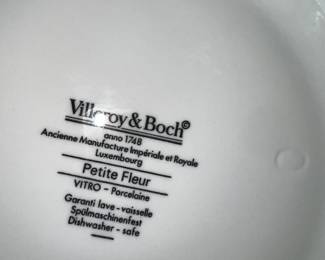 Villeroy & Boch©
anno 1748
Ancienne Manufacture Impériale et Royale
Luxembourg
Petite Fleur
VITRO - Porcelaine
Garanti lave - vaisselle
Spülmaschinenfest
Dishwasher - safe